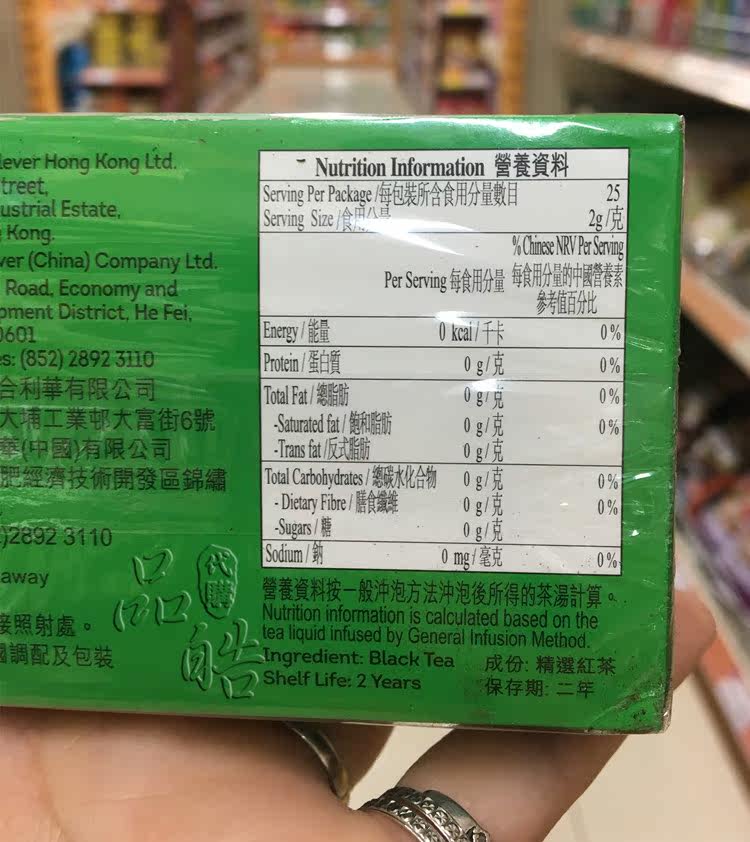 lever Hong Kong Ltd.
treet,
ustrial Estate,
Kong.
ver (China) Company Ltd.
Road, Economy and
pment District, He Fei,
0601
es: (852) 2892 3110
合利華有限公司
大埔工業邨大富街6號
華(中國)有限公司
肥經濟技術開發區錦繡
)2892 3110
away
接照射處。
調配及包裝
Nutrition Information 營養資料
Serving Per Package /每包裝所含食用分量數目 25
Serving Size /食用分量 2g /克
% Chinese NRV Per Serving
Per Serving 每食用分量 每食用分量的中國營養素
參考值百分比
Energy / 能量 0 kcal / 千卡 0%
Protein / 蛋白質 0 g/克 0%
Total Fat / 總脂肪 0 g/克 0%
-Saturated fat / 飽和脂肪 0 g/克 0%
-Trans fat /反式脂肪 0 g/克
Total Carbohydrates / 總碳水化合物 0 g/克 0%
- Dietary Fibre / 膳食纖維 0 g/克 0%
-Sugars / 糖 0 g/克
Sodium / 鈉 0 mg / 毫克 0%
營養資料按一般沖泡方法沖泡後所得的茶湯計算。
Nutrition information is calculated based on the
tea liquid infused by General Infusion Method.
Ingredient: Black Tea 成份: 精選紅茶
Shelf Life: 2 Years 保存期: 二年
品皓
代購